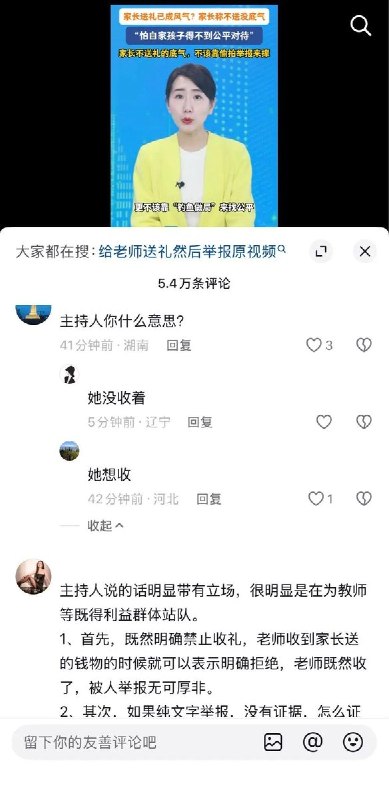 家长送礼已成风气？家长称不送没底气
“怕自家孩子得不到公平对待”
家长不送礼的底气，不该靠偷拍举报来撑
更不该靠“钓鱼做局”来找公平
大家都在搜：给老师送礼然后举报原视频
5.4万条评论
主持人你什么意思？
41分钟前·湖南 回复 3
她没收着
5分钟前·辽宁 回复
她想收
42分钟前·河北 回复 1
收起
主持人说的话明显带有立场，很明显是在为教师
等既得利益群体站队。
1、首先，既然明确禁止收礼，老师收到家长送
的钱物的时候就可以表示明确拒绝，老师既然收
了，被人举报无可厚非。
2、其次，如果纯文字举报，没有证据，怎么证
留下你的友善评论吧